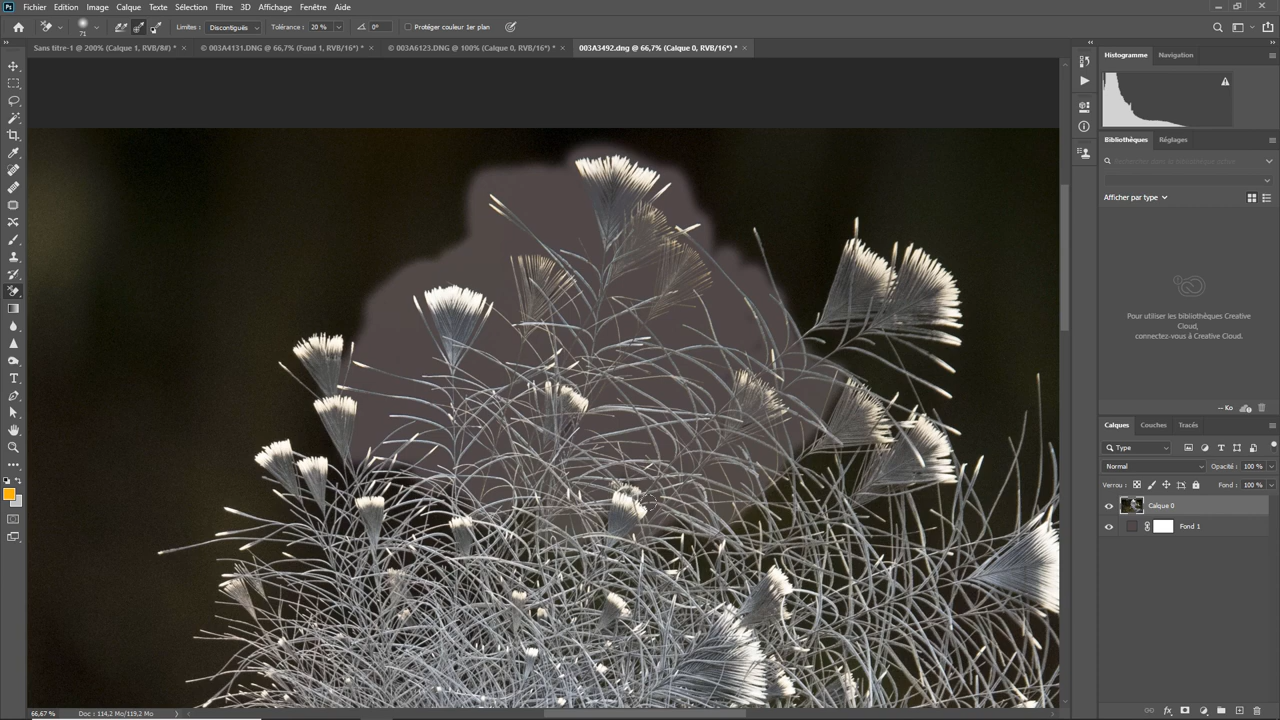 Fichier Edition Image Calque Texte Sélection Filtre 3D Affichage Fenêtre Aide
71 Limites : Discontiguës Tolérance : 20 % 0° Protéger couleur 1er plan
Sans titre-1 @ 200% (Calque 1, RVB/8#) * × © 003A4131.DNG @ 66,7% (Fond 1, RVB/16*) * × © 003A6123.DNG @ 100% (Calque 0, RVB/16*) * × 003A3492.dng @ 66,7% (Calque 0, RVB/16*) * ×
Histogramme Navigation
Bibliothèques Réglages
Afficher par type
Pour utiliser les bibliothèques Creative
Cloud,
connectez-vous à Creative Cloud.
-- Ko
Calques Couches Tracés
Type
Normal Opacité : 100 %
Verrou : Fond : 100 %
Calque 0
Fond 1
66,67 % Doc : 114,2 Mo/119,2 Mo